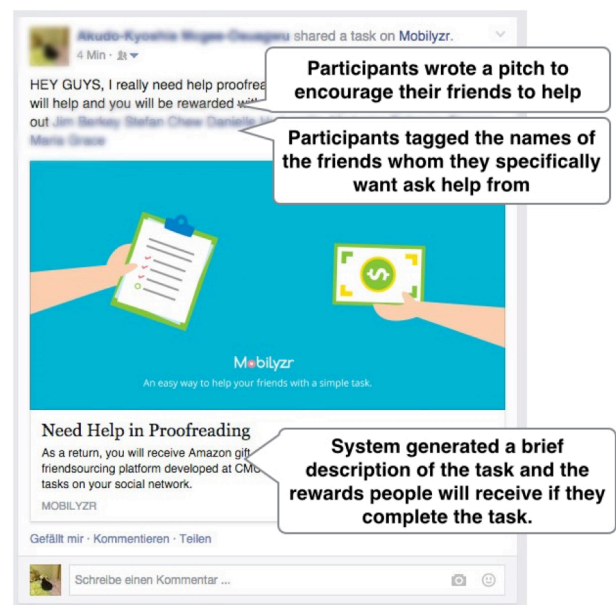 shared a task on Mobilyzr.
4 Min ·
HEY GUYS, I really need help proofrea
will help and you will be rewarded
out
Participants wrote a pitch to
encourage their friends to help
Participants tagged the names of
the friends whom they specifically
want ask help from
Mobilyzr
An easy way to help your friends with a simple task.
Need Help in Proofreading
As a return, you will receive Amazon gift
friendsourcing platform developed at CMU
tasks on your social network.
MOBILYZR
System generated a brief
description of the task and the
rewards people will receive if they
complete the task.
Gefällt mir · Kommentieren · Teilen
Schreibe einen Kommentar ...